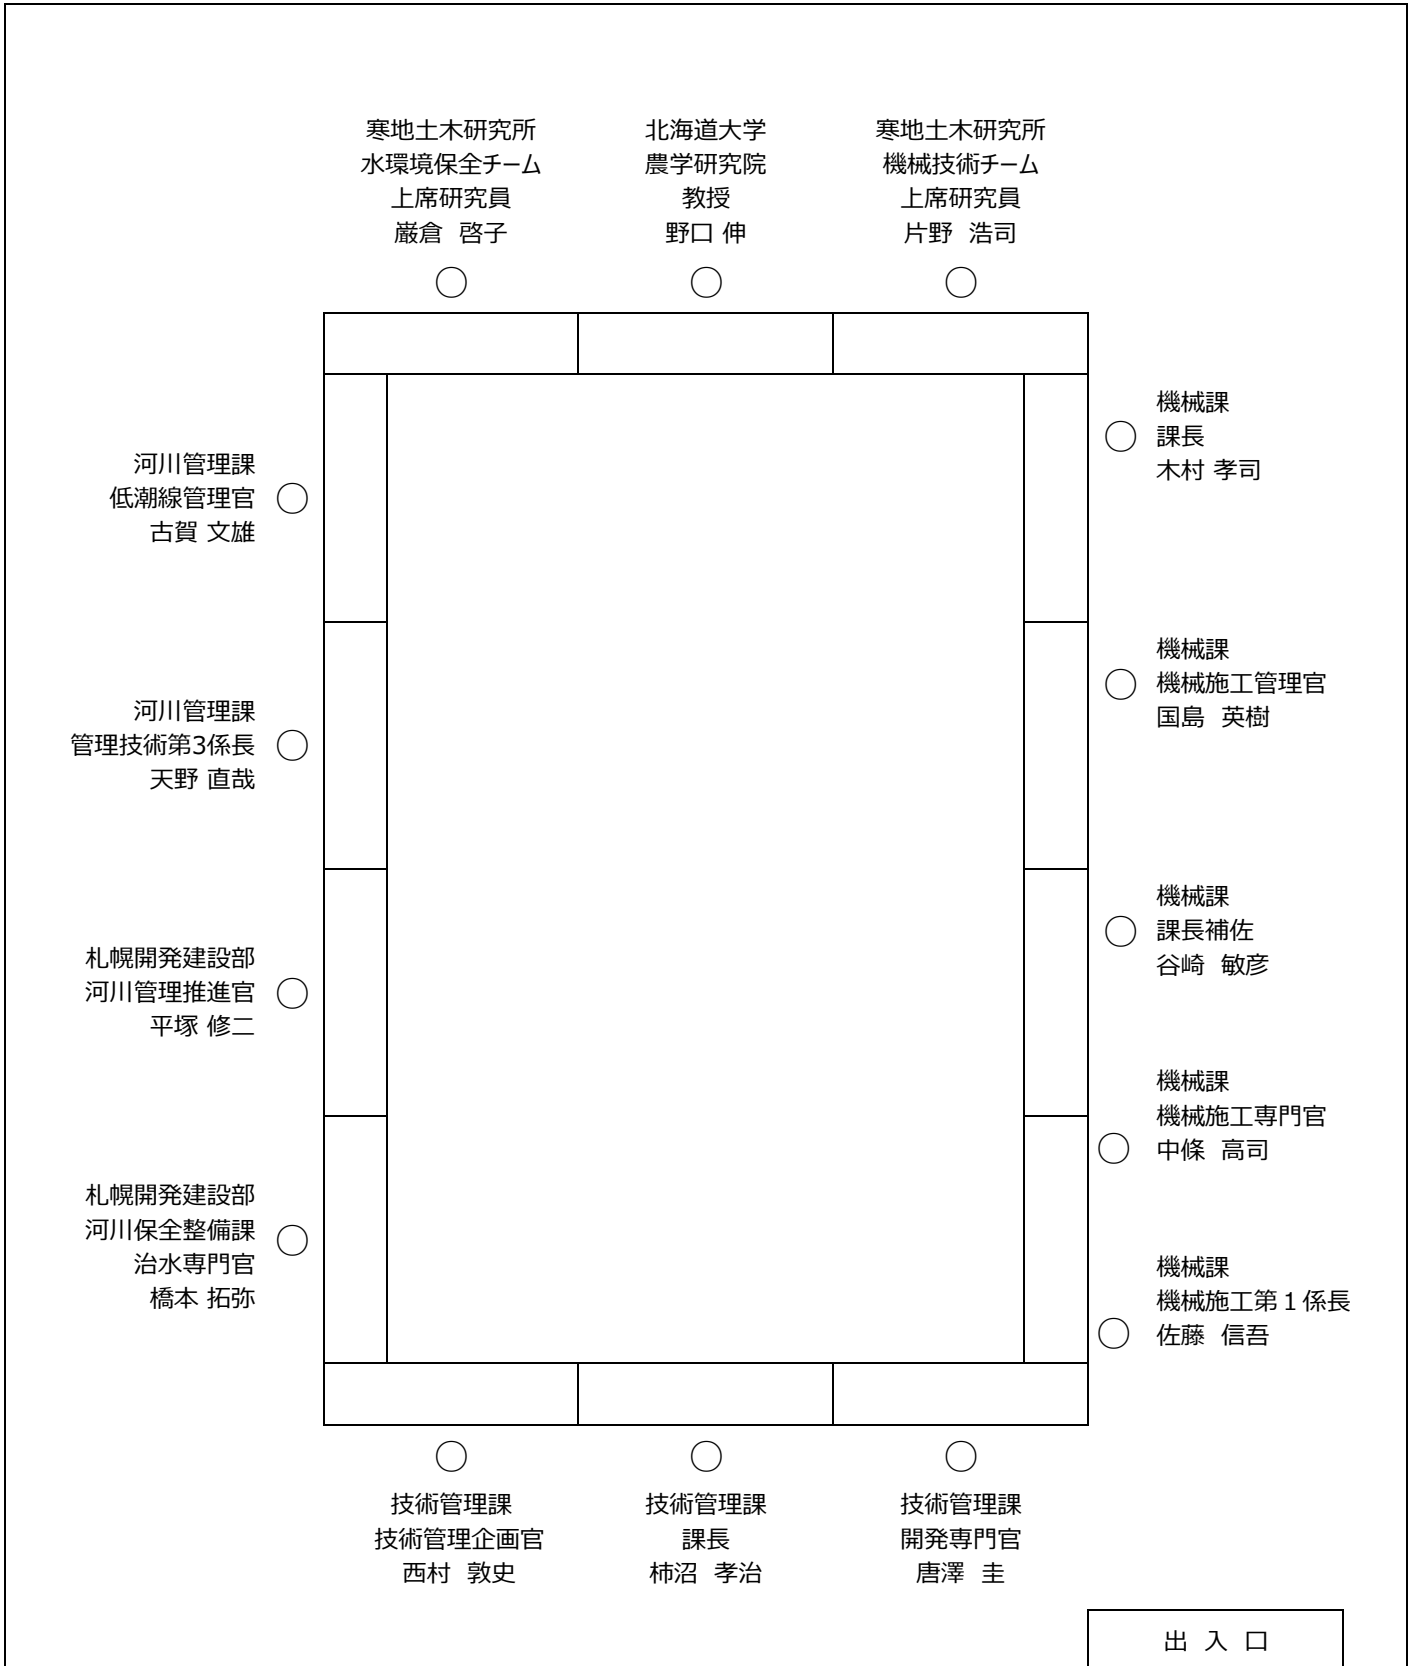 寒地土木研究所
水環境保全チーム
上席研究員
巌倉 啓子
北海道大学
農学研究院
教授
野口 伸
寒地土木研究所
機械技術チーム
上席研究員
片野 浩司
河川管理課
低潮線管理官
古賀 文雄
河川管理課
管理技術第3係長
天野 直哉
札幌開発建設部
河川管理推進官
平塚 修二
札幌開発建設部
河川保全整備課
治水専門官
橋本 拓弥
機械課
課長
木村 孝司
機械課
機械施工管理官
国島 英樹
機械課
課長補佐
谷崎 敏彦
機械課
機械施工専門官
中條 高司
機械課
機械施工第１係長
佐藤 信吾
技術管理課
技術管理企画官
西村 敦史
技術管理課
課長
柿沼 孝治
技術管理課
開発専門官
唐澤 圭
出 入 口